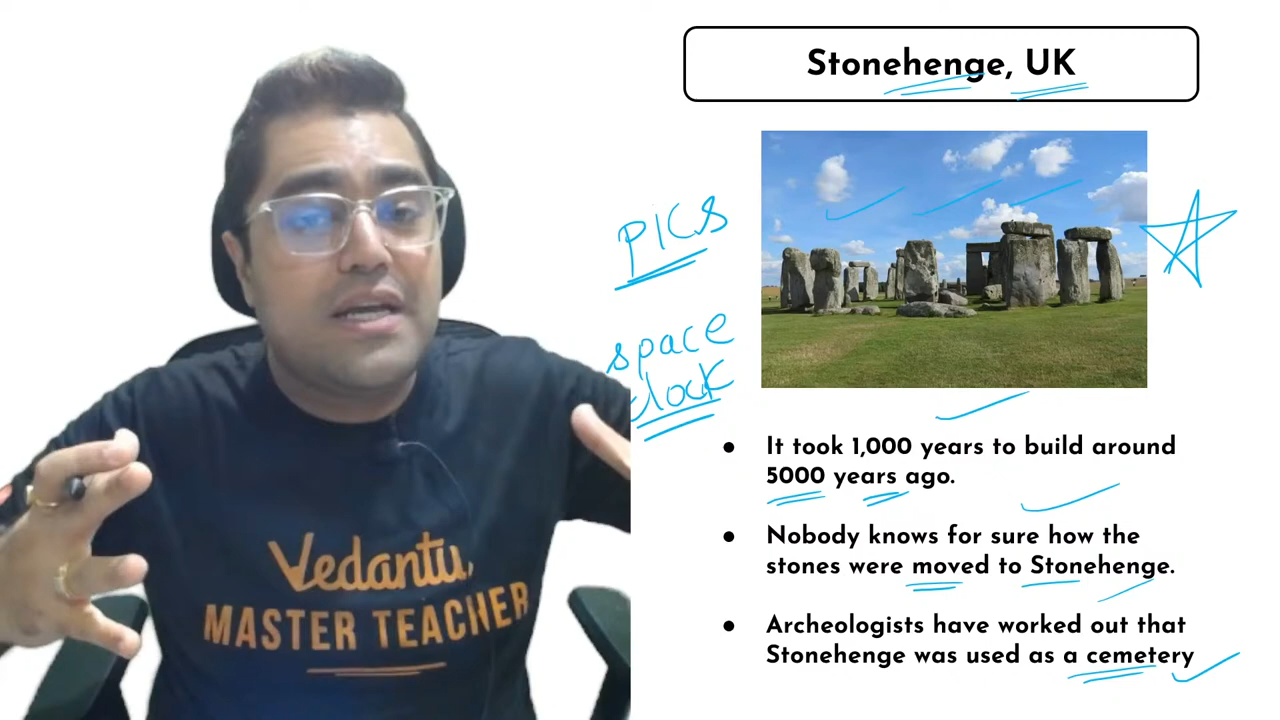 Stonehenge, UK
PICS
space
clock
● It took 1,000 years to build around
5000 years ago.
● Nobody knows for sure how the
stones were moved to Stonehenge.
● Archeologists have worked out that
Stonehenge was used as a cemetery
Vedantu
MASTER TEACHER